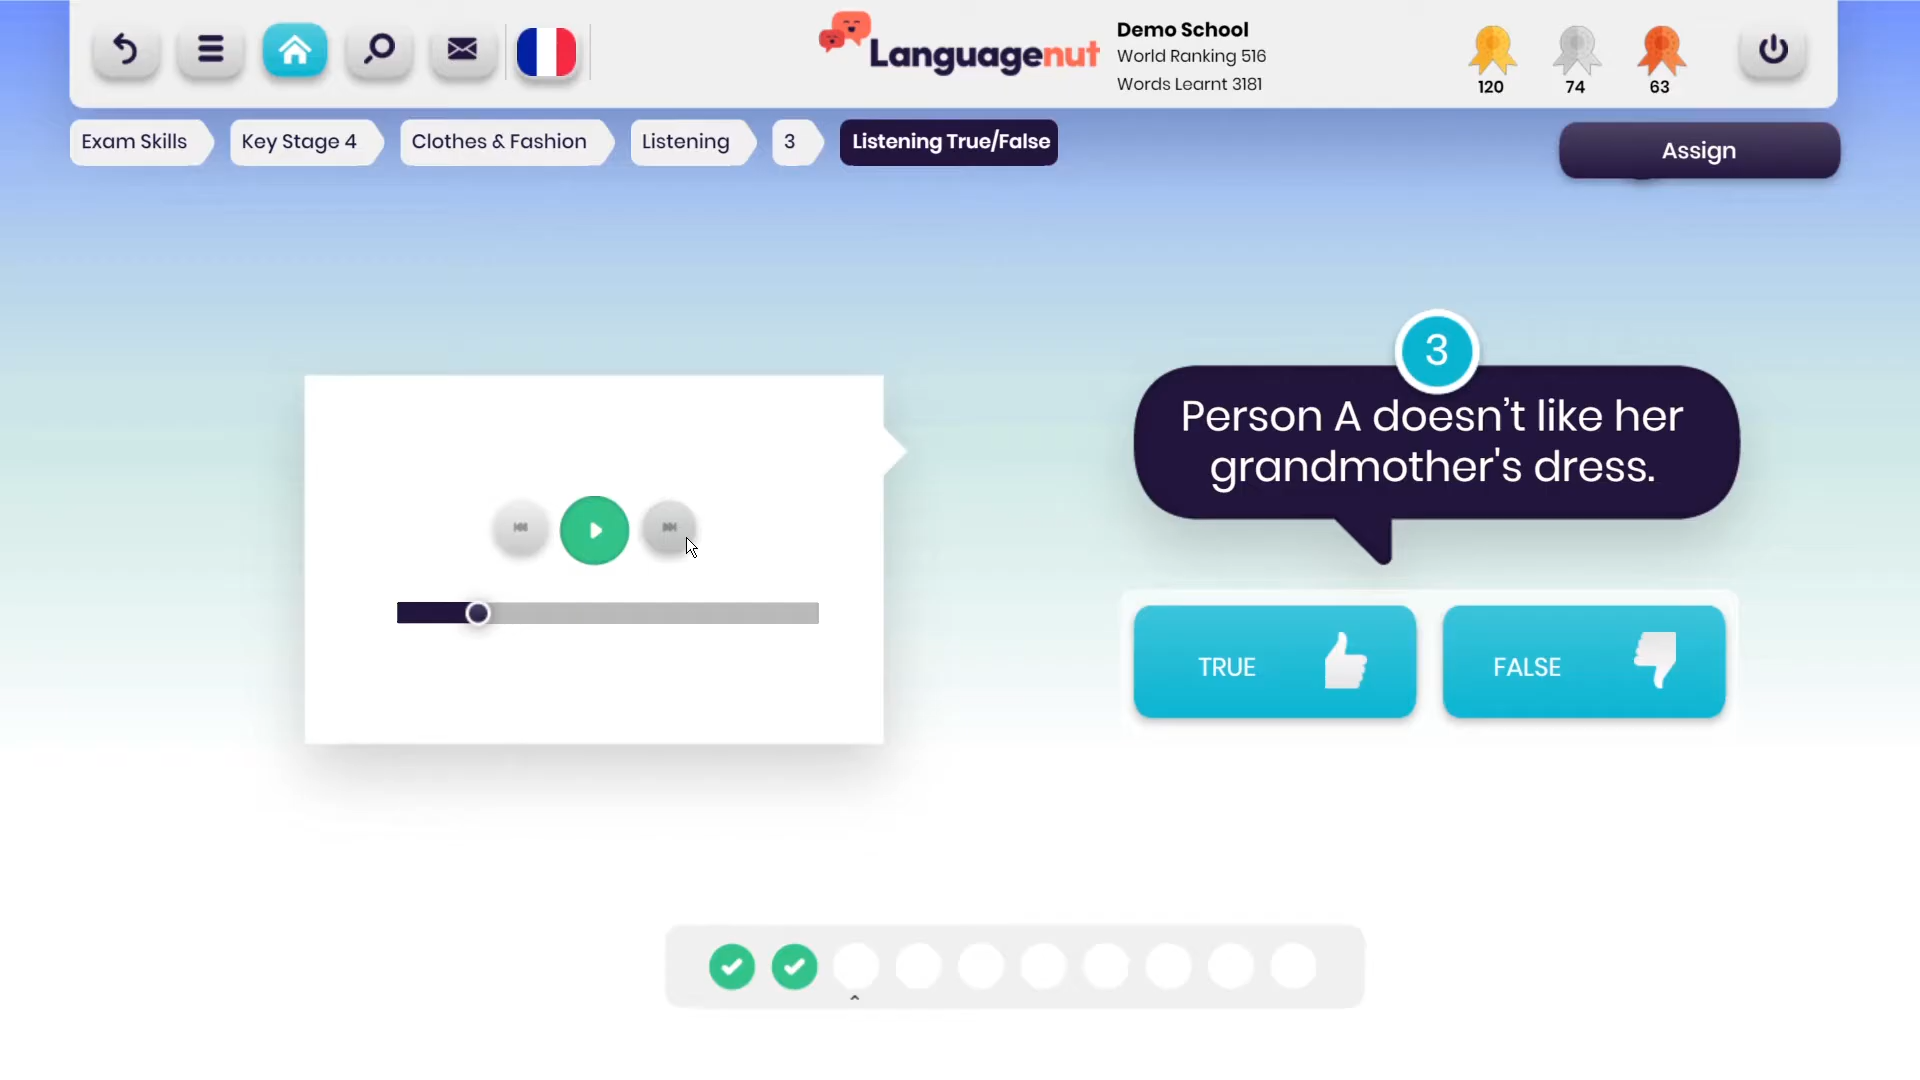 Languagenut
Demo School
World Ranking 516
Words Learnt 3181
120
74
63
Exam Skills
Key Stage 4
Clothes & Fashion
Listening
3
Listening True/False
Assign
3
Person A doesn’t like her
grandmother's dress.
TRUE
FALSE